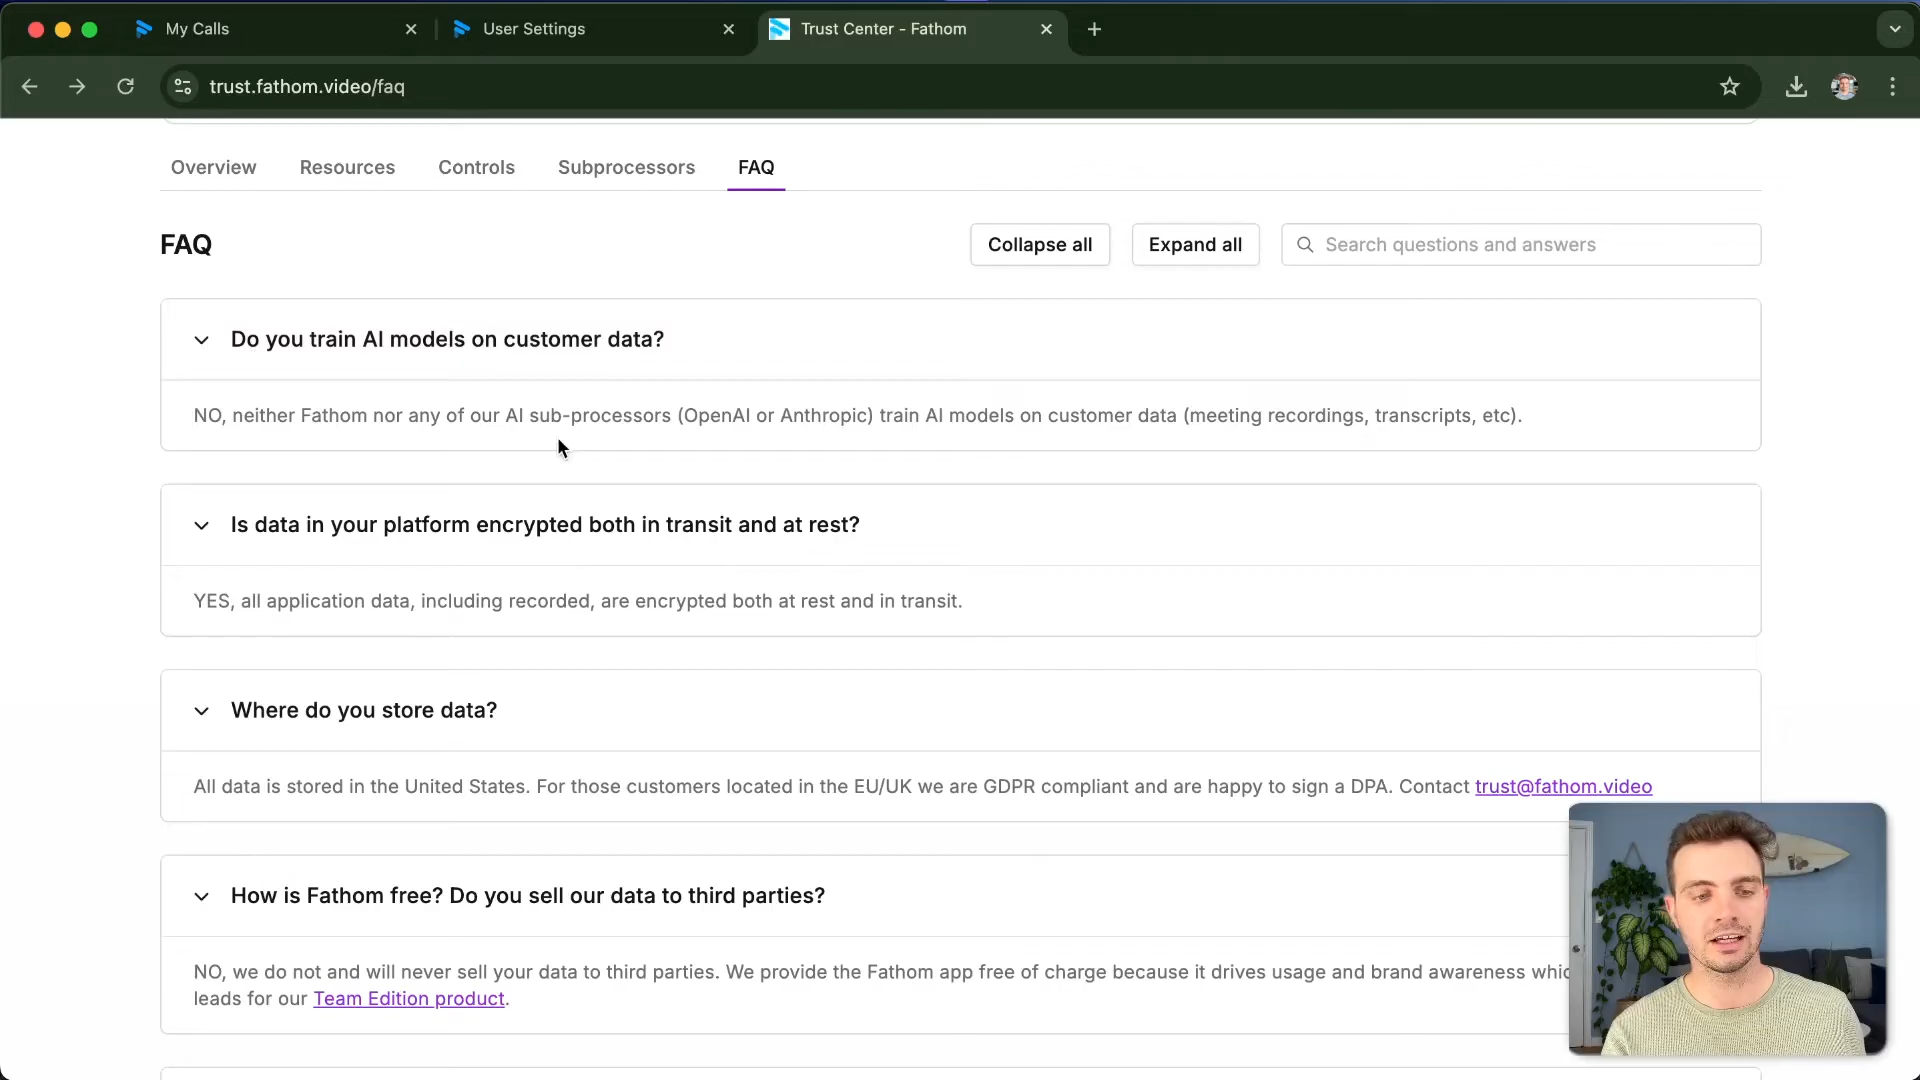 My Calls
User Settings
Trust Center - Fathom
trust.fathom.video/faq
Overview
Resources
Controls
Subprocessors
FAQ
FAQ
Collapse all
Expand all
Search questions and answers
Do you train AI models on customer data?
NO, neither Fathom nor any of our AI sub-processors (OpenAI or Anthropic) train AI models on customer data (meeting recordings, transcripts, etc).
Is data in your platform encrypted both in transit and at rest?
YES, all application data, including recorded, are encrypted both at rest and in transit.
Where do you store data?
All data is stored in the United States. For those customers located in the EU/UK we are GDPR compliant and are happy to sign a DPA. Contact trust@fathom.video
How is Fathom free? Do you sell our data to third parties?
NO, we do not and will never sell your data to third parties. We provide the Fathom app free of charge because it drives usage and brand awareness
leads for our Team Edition product.